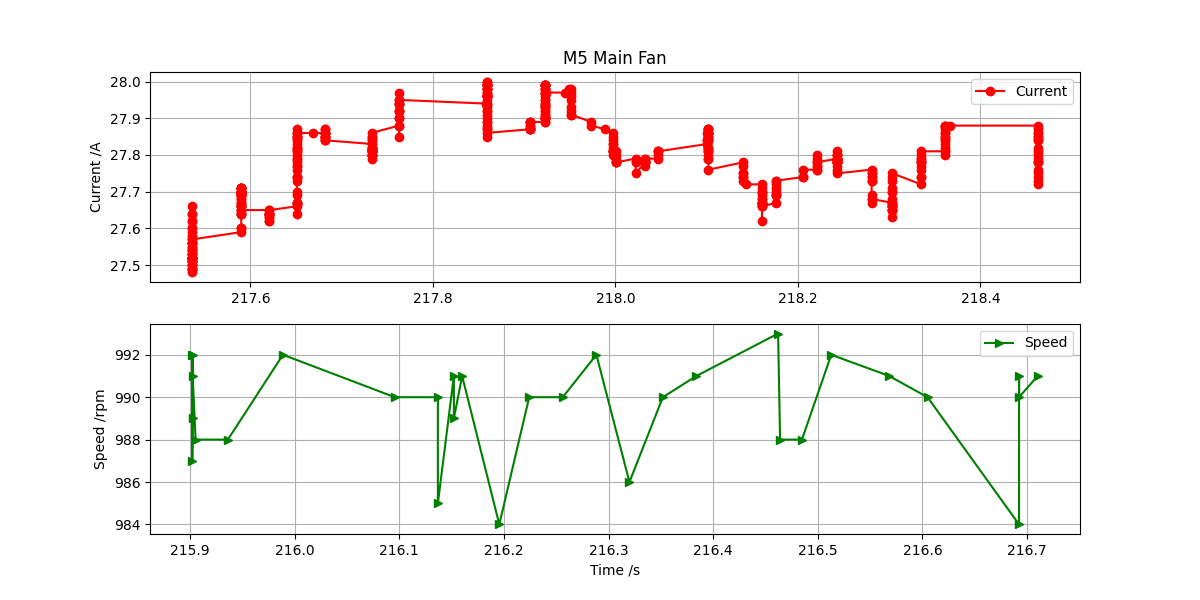 M5 Main Fan
28.0
27.9
27.8
27.7
27.6
27.5
Current /A
Current
217.6 217.8 218.0 218.2 218.4
992
990
988
986
984
Speed /rpm
Speed
215.9 216.0 216.1 216.2 216.3 216.4 216.5 216.6 216.7
Time /s